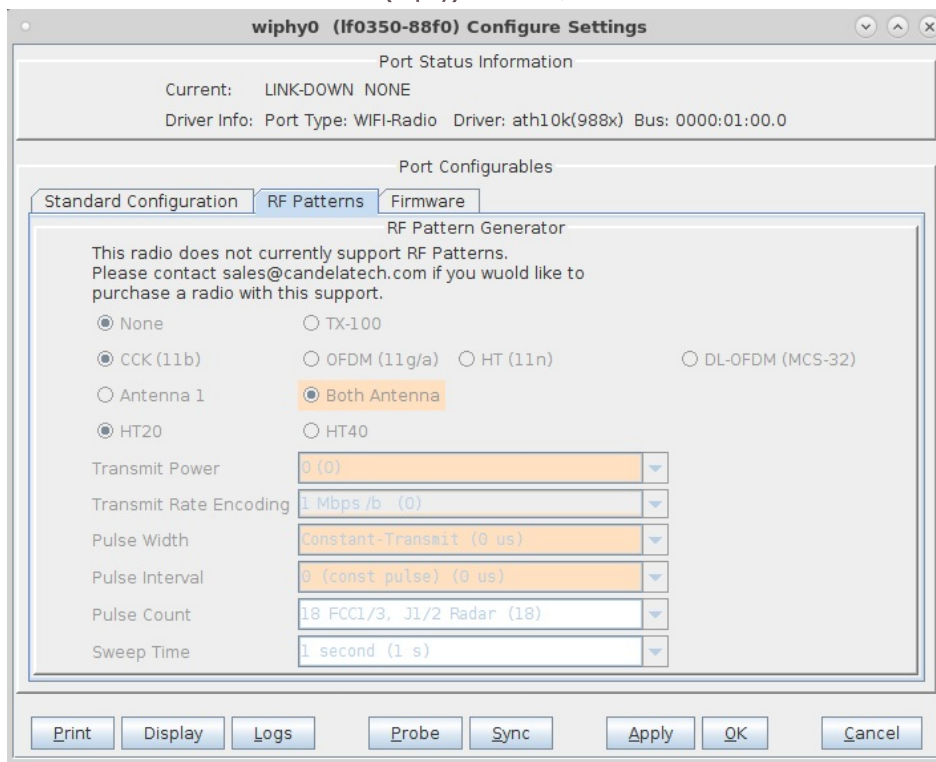 wiphy0 (lf0350-88f0) Configure Settings
Port Status Information
Current: LINK-DOWN NONE
Driver Info: Port Type: WIFI-Radio Driver: ath10k(988x) Bus: 0000:01:00.0
Port Configurables
Standard Configuration RF Patterns Firmware
RF Pattern Generator
This radio does not currently support RF Patterns.
Please contact sales@candelatech.com if you wuold like to
purchase a radio with this support.
None TX-100
CCK (11b) OFDM (11g/a) HT (11n) DL-OFDM (MCS-32)
Antenna 1 Both Antenna
HT20 HT40
Transmit Power 0 (0)
Transmit Rate Encoding 1 Mbps /b (0)
Pulse Width Constant-Transmit (0 us)
Pulse Interval 0 (const pulse) (0 us)
Pulse Count 18 FCC1/3, J1/2 Radar (18)
Sweep Time 1 second (1 s)
Print Display Logs Probe Sync Apply OK Cancel